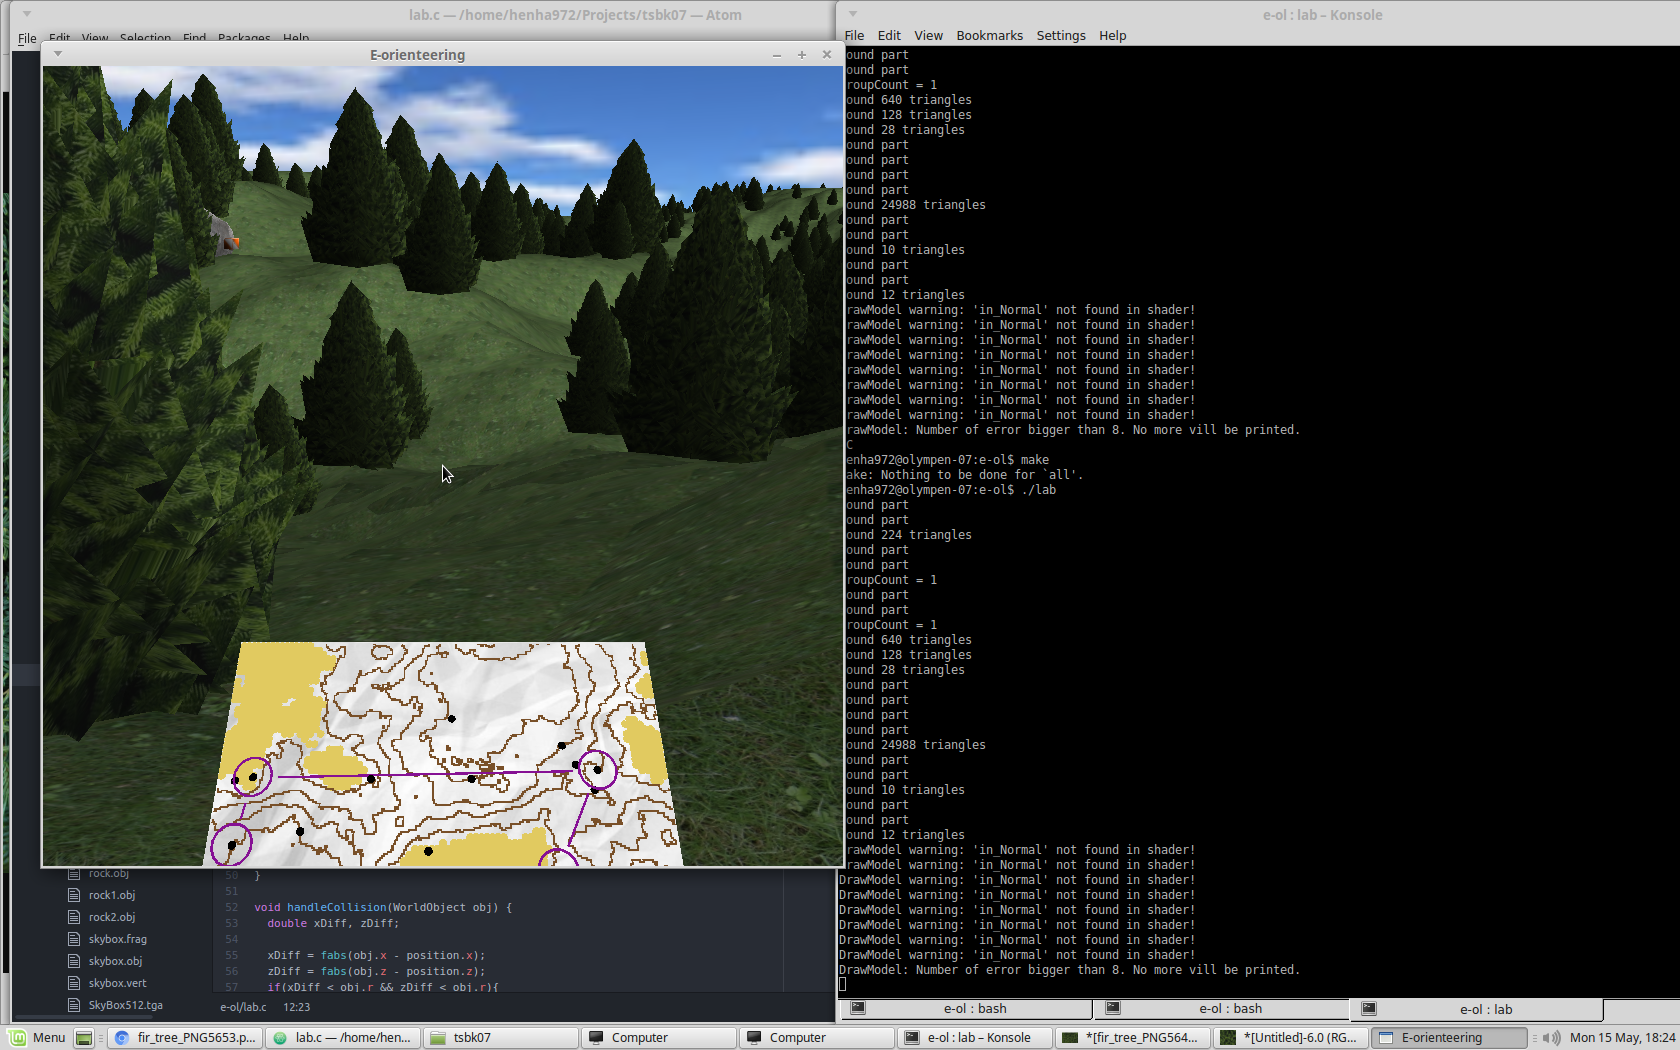 lab.c — /home/henha972/Projects/tsbk07 — Atom
File Edit View Selection Find Packages Help
E-orienteering
rock.obj
rock1.obj
rock2.obj
skybox.frag
skybox.obj
skybox.vert
SkyBox512.tga
50 }
51
52 void handleCollision(WorldObject obj) {
53 double xDiff, zDiff;
54
55 xDiff = fabs(obj.x - position.x);
56 zDiff = fabs(obj.z - position.z);
57 if(xDiff < obj.r && zDiff < obj.r){
e-ol/lab.c 12:23
e-ol : lab – Konsole
File Edit View Bookmarks Settings Help
ound part
ound part
roupCount = 1
ound 640 triangles
ound 128 triangles
ound 28 triangles
ound part
ound part
ound part
ound part
ound 24988 triangles
ound part
ound part
ound 10 triangles
ound part
ound part
ound 12 triangles
rawModel warning: 'in_Normal' not found in shader!
rawModel warning: 'in_Normal' not found in shader!
rawModel warning: 'in_Normal' not found in shader!
rawModel warning: 'in_Normal' not found in shader!
rawModel warning: 'in_Normal' not found in shader!
rawModel warning: 'in_Normal' not found in shader!
rawModel warning: 'in_Normal' not found in shader!
rawModel warning: 'in_Normal' not found in shader!
rawModel: Number of error bigger than 8. No more vill be printed.
C
enha972@olympen-07:e-ol$ make
ake: Nothing to be done for `all'.
enha972@olympen-07:e-ol$ ./lab
ound part
ound part
ound 224 triangles
ound part
ound part
roupCount = 1
ound part
ound part
roupCount = 1
ound 640 triangles
ound 128 triangles
ound 28 triangles
ound part
ound part
ound part
ound part
ound 24988 triangles
ound part
ound part
ound 10 triangles
ound part
ound part
ound 12 triangles
rawModel warning: 'in_Normal' not found in shader!
rawModel warning: 'in_Normal' not found in shader!
DrawModel warning: 'in_Normal' not found in shader!
DrawModel warning: 'in_Normal' not found in shader!
DrawModel warning: 'in_Normal' not found in shader!
DrawModel warning: 'in_Normal' not found in shader!
DrawModel warning: 'in_Normal' not found in shader!
DrawModel warning: 'in_Normal' not found in shader!
DrawModel: Number of error bigger than 8. No more vill be printed.
e-ol : bash e-ol : bash e-ol : lab
Menu fir_tree_PNG5653.p... lab.c — /home/hen... tsbk07 Computer Computer e-ol : lab – Konsole *[fir_tree_PNG564... *[Untitled]-6.0 (RG... E-orienteering Mon 15 May, 18:24